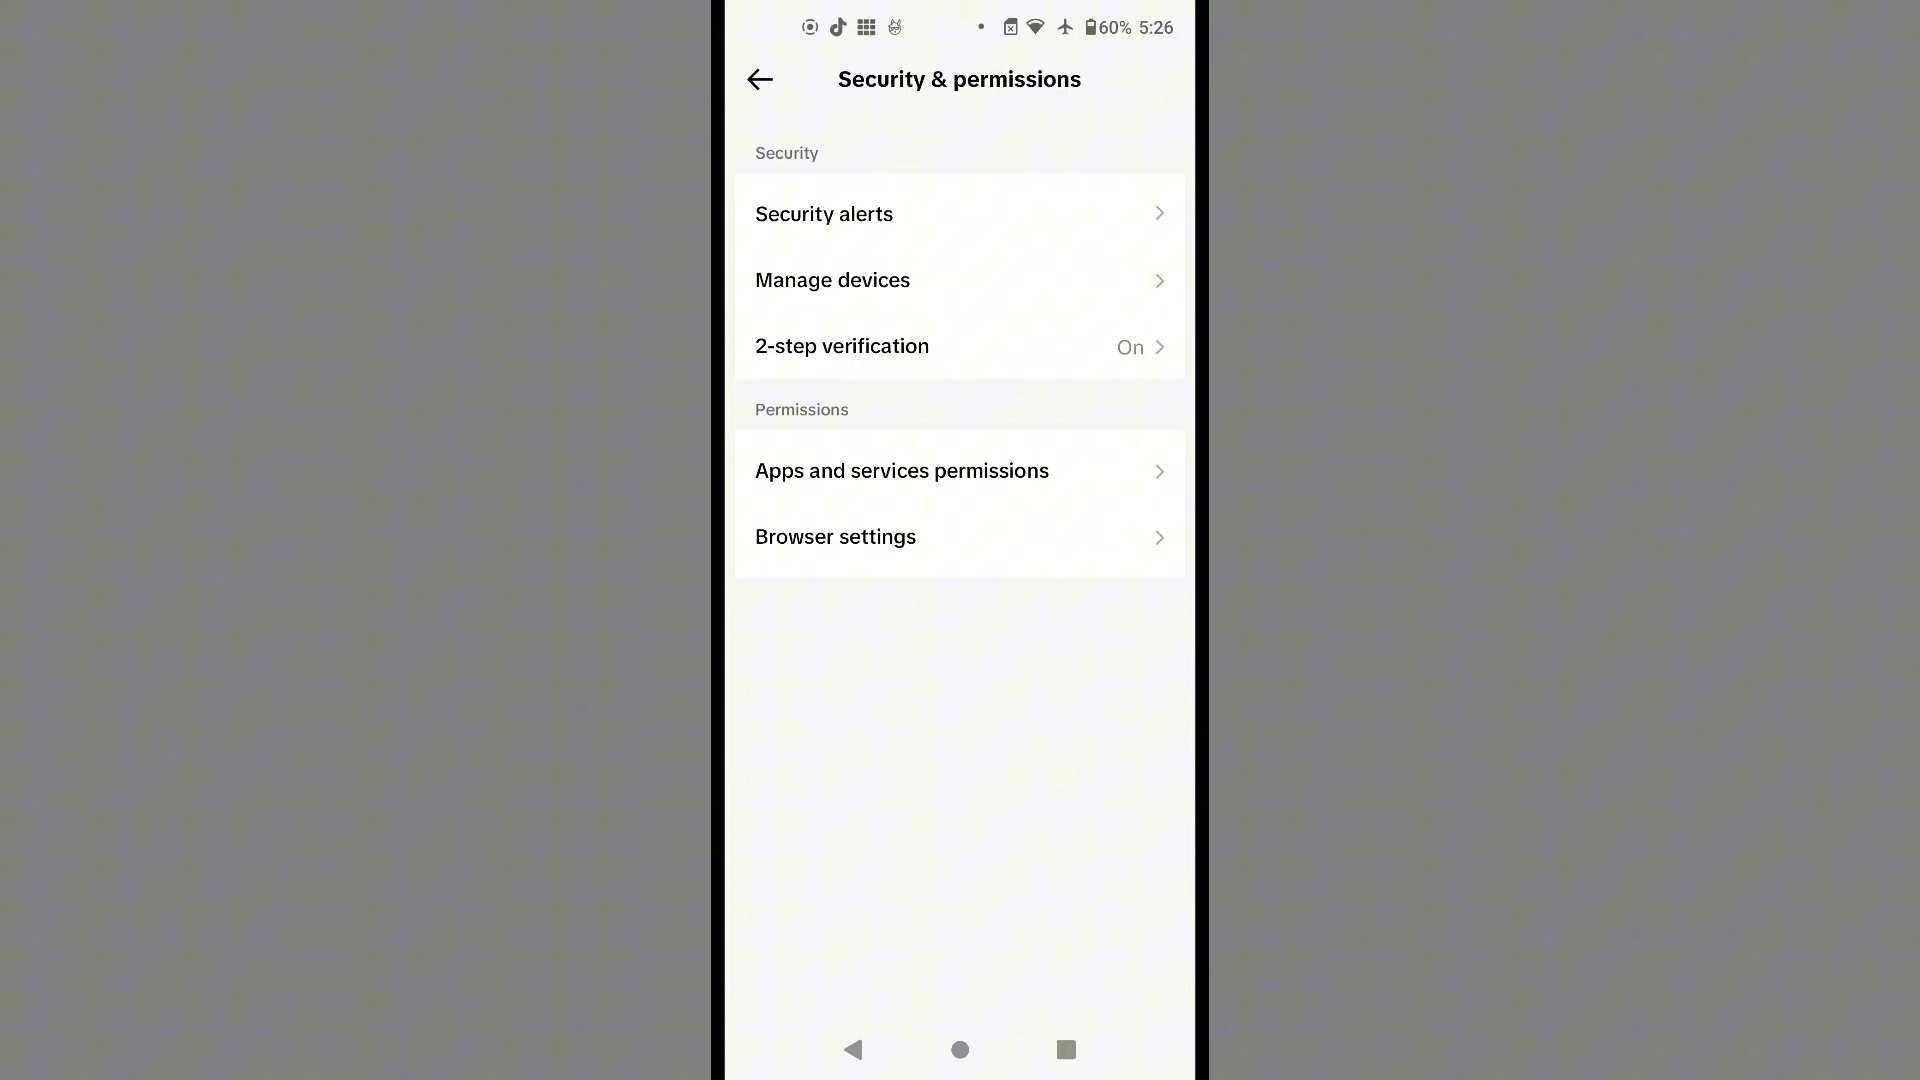 60% 5:26
Security & permissions
Security
Security alerts
Manage devices
2-step verification On
Permissions
Apps and services permissions
Browser settings